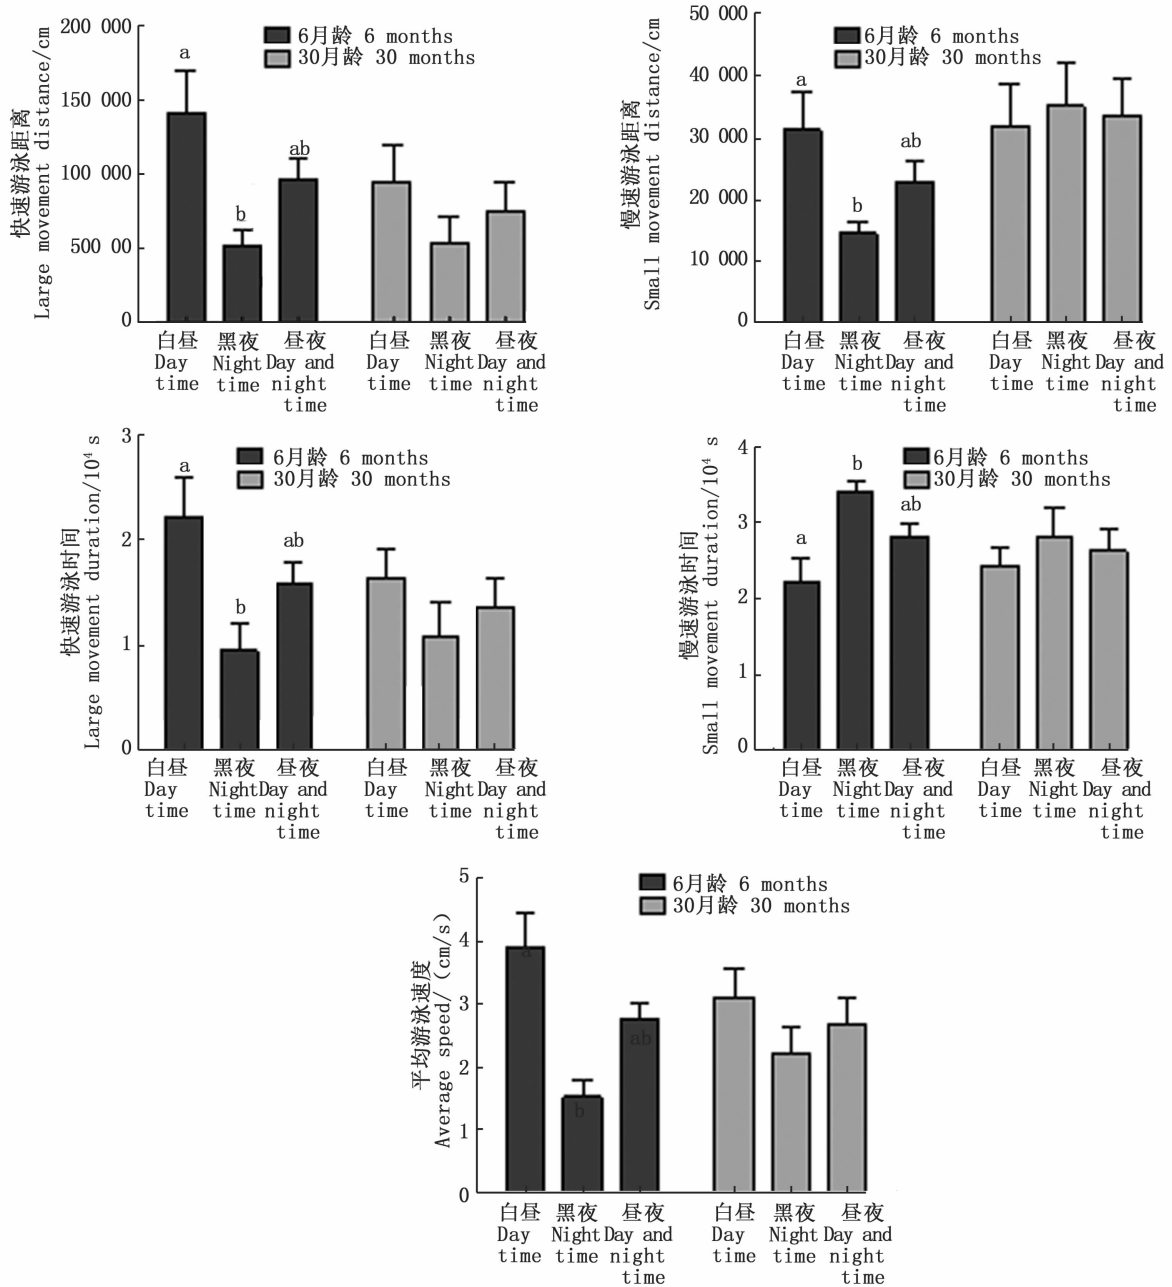 快速游泳距离
Large movement distance/cm
200 000
150 000
100 000
500 00
0
6月龄 6 months
30月龄 30 months
a
b
ab
白昼 黑夜 昼夜 白昼 黑夜 昼夜
Day Night Day and Day Night Day and
time time night time time night
time time
慢速游泳距离
Small movement distance/cm
50 000
40 000
30 000
20 000
10 000
0
6月龄 6 months
30月龄 30 months
a
b
ab
白昼 黑夜 昼夜 白昼 黑夜 昼夜
Day Night Day and Day Night Day and
time time night time time night
time time
快速游泳时间
Large movement duration/10⁴ s
3
2
1
0
6月龄 6 months
30月龄 30 months
a
b
ab
白昼 黑夜 昼夜 白昼 黑夜 昼夜
Day Night Day and Day Night Day and
time time night time time night
time time
慢速游泳时间
Small movement duration/10⁴ s
4
3
2
1
0
6月龄 6 months
30月龄 30 months
a
b
ab
白昼 黑夜 昼夜 白昼 黑夜 昼夜
Day Night Day and Day Night Day and
time time night time time night
time time
平均游泳速度
Average speed/(cm/s)
5
4
3
2
1
0
6月龄 6 months
30月龄 30 months
a
b
ab
白昼 黑夜 昼夜 白昼 黑夜 昼夜
Day Night Day and Day Night Day and
time time night time time night
time time